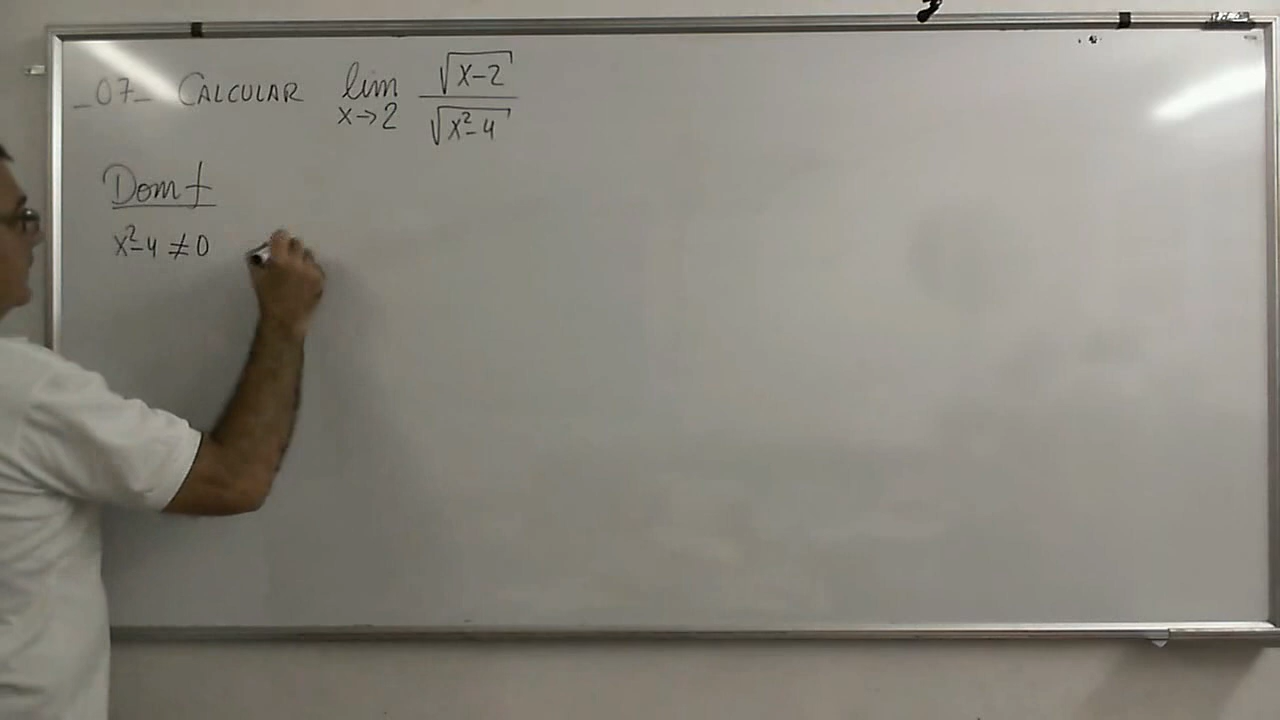 _07_ CALCULAR lim x→2 √(x-2) / √(x²-4)
Dom f
x²-4 ≠ 0